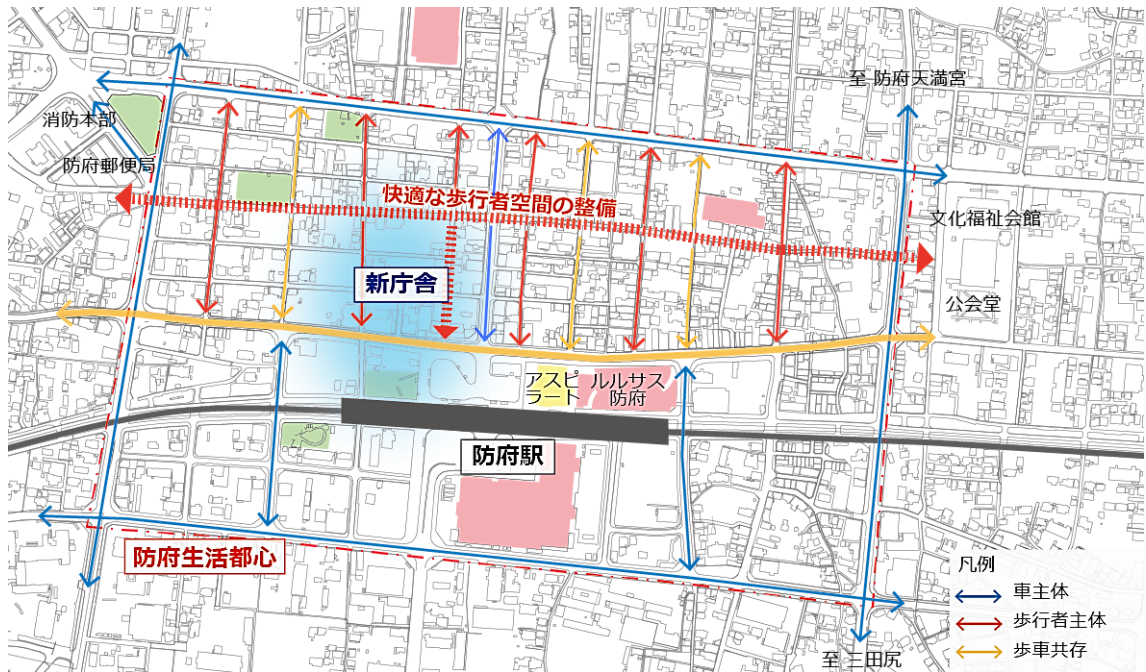 至 防府天満宮
消防本部
防府郵便局
快適な歩行者空間の整備
文化福祉会館
新庁舎
公会堂
アスピ
ラート
ルルサス
防府
防府駅
防府生活都心
凡例
車主体
歩行者主体
歩車共存
至 三田尻